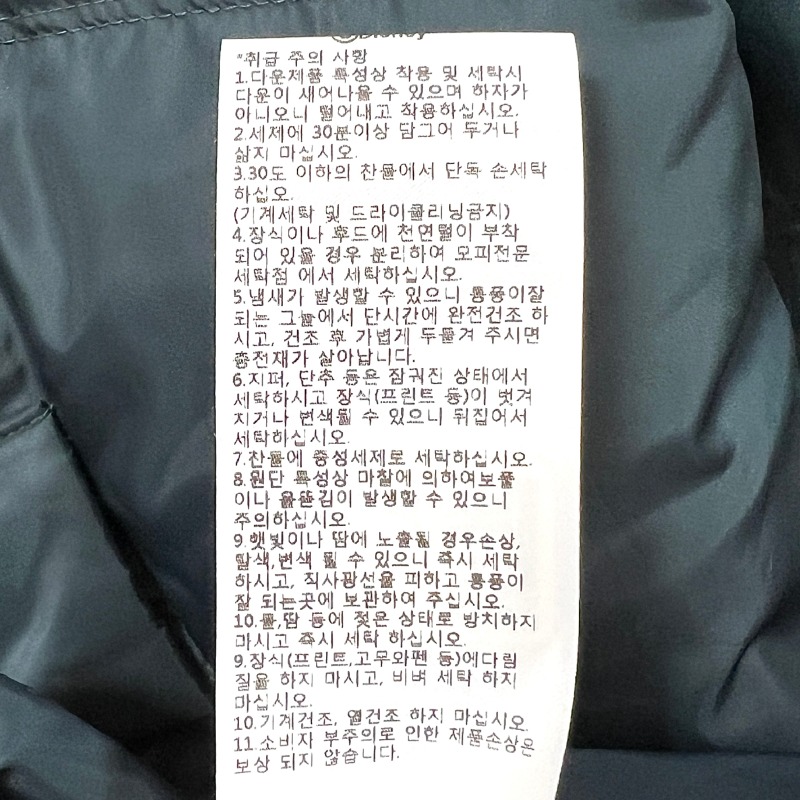 Disney
*취급 주의 사항
1.다운제품 특성상 착용 및 세탁시
다운이 새어나올 수 있으며 하자가
아니오니 털어내고 착용하십시오.
2.세제에 30분이상 담그어 두거나
삶지 마십시오.
3.30도 이하의 찬물에서 단독 손세탁
하십오.
(기계세탁 및 드라이클리닝금지)
4.장식이나 후드에 천연털이 부착
되어 있을 경우 분리하여 모피전문
세탁점 에서 세탁하십시오.
5.냄새가 발생할 수 있으니 통풍이잘
되는 그늘에서 단시간에 완전건조 하
시고, 건조 후 가볍게 두들겨 주시면
충전재가 살아납니다.
6.지퍼, 단추 등은 잠궈진 상태에서
세탁하시고 장식(프린트 등)이 벗겨
지거나 변색될 수 있으니 뒤집어서
세탁하십시오.
7.찬물에 중성세제로 세탁하십시오.
8.원단 특성상 마찰에 의하여보풀
이나 올뜯김이 발생할 수 있으니
주의하십시오.
9.햇빛이나 땀에 노출될 경우손상,
탈색,변색 될 수 있으니 즉시 세탁
하시고, 직사광선을 피하고 통풍이
잘 되는곳에 보관하여 주십시오.
10.물,땀 등에 젖은 상태로 방치하지
마시고 즉시 세탁 하십시오.
9.장식(프린트,고무와펜 등)에다림
질을 하지 마시고, 비벼 세탁 하지
마십시오.
10.기계건조, 열건조 하지 마십시오.
11.소비자 부주의로 인한 제품손상은
보상 되지 않습니다.